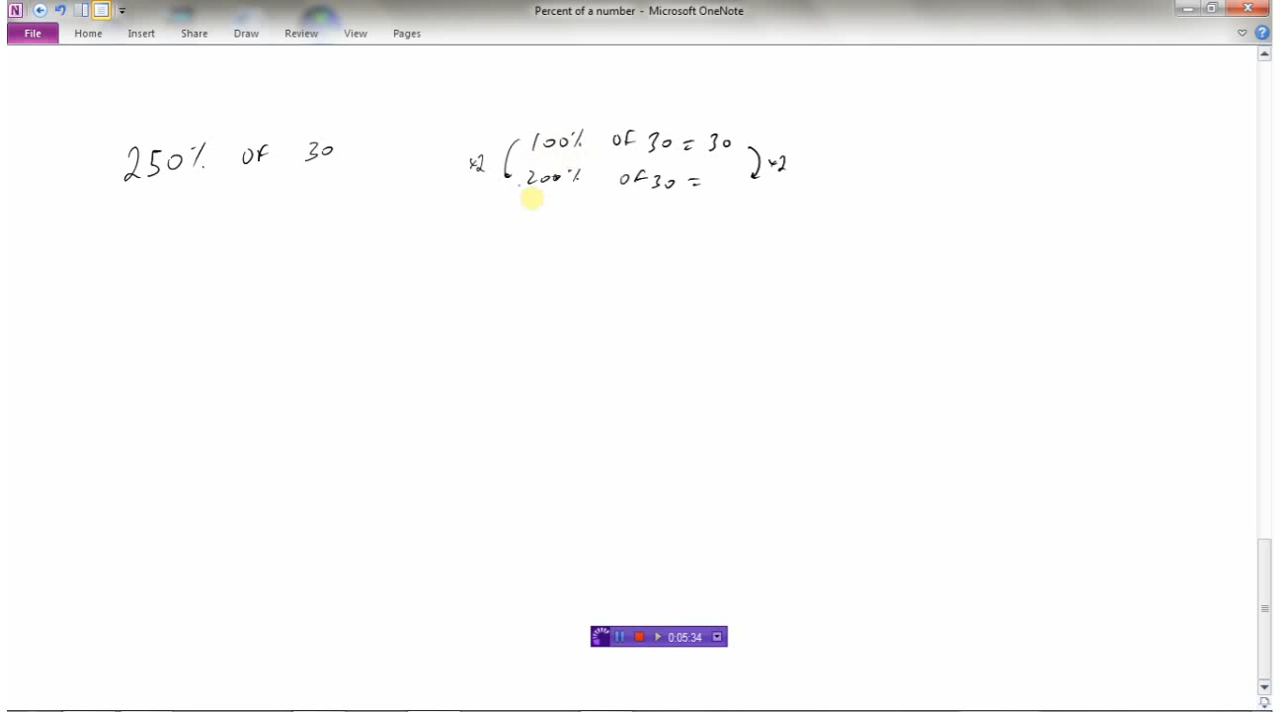 Percent of a number - Microsoft OneNote
File Home Insert Share Draw Review View Pages
250% of 30
100% of 30 = 30
×2 ×2
200% of 30 =
0:05:34